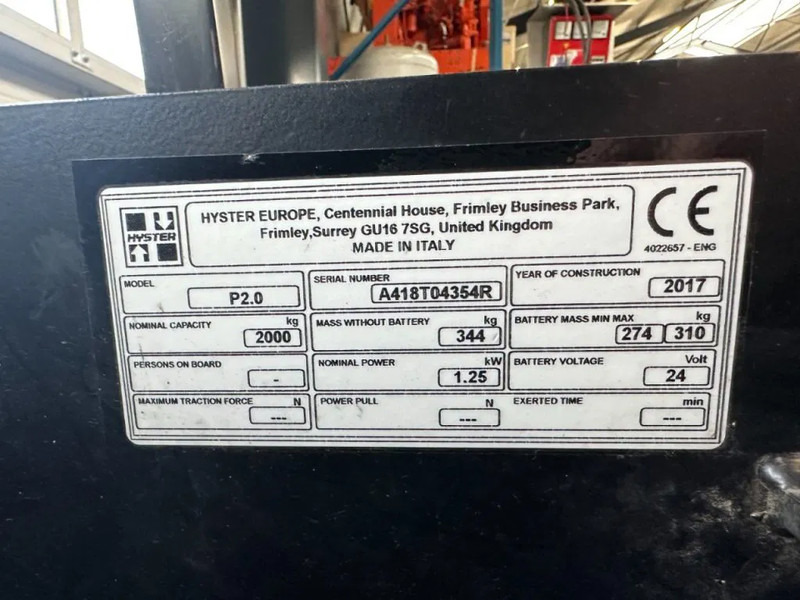 HYSTER
HYSTER EUROPE, Centennial House, Frimley Business Park,
Frimley,Surrey GU16 7SG, United Kingdom
MADE IN ITALY
CE
4022657 - ENG
MODEL P2.0
SERIAL NUMBER A418T04354R
YEAR OF CONSTRUCTION 2017
NOMINAL CAPACITY kg 2000
MASS WITHOUT BATTERY kg 344
BATTERY MASS MIN MAX kg 274 310
PERSONS ON BOARD -
NOMINAL POWER kW 1.25
BATTERY VOLTAGE Volt 24
MAXIMUM TRACTION FORCE N ---
POWER PULL N ---
EXERTED TIME min ---